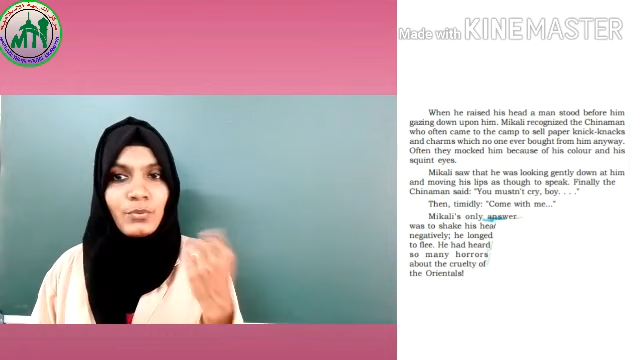 Made with KINEMASTER
When he raised his head a man stood before him
gazing down upon him. Mikali recognized the Chinaman
who often came to the camp to sell paper knick-knacks
and charms which no one ever bought from him anyway.
Often they mocked him because of his colour and his
squint eyes.
Mikali saw that he was looking gently down at him
and moving his lips as though to speak. Finally the
Chinaman said: "You mustn't cry, boy. . . ."
Then, timidly: "Come with me..."
Mikali's only answer
was to shake his
negatively; he longed
to flee. He had heard
so many horrors
about the cruelty of
the Orientals!